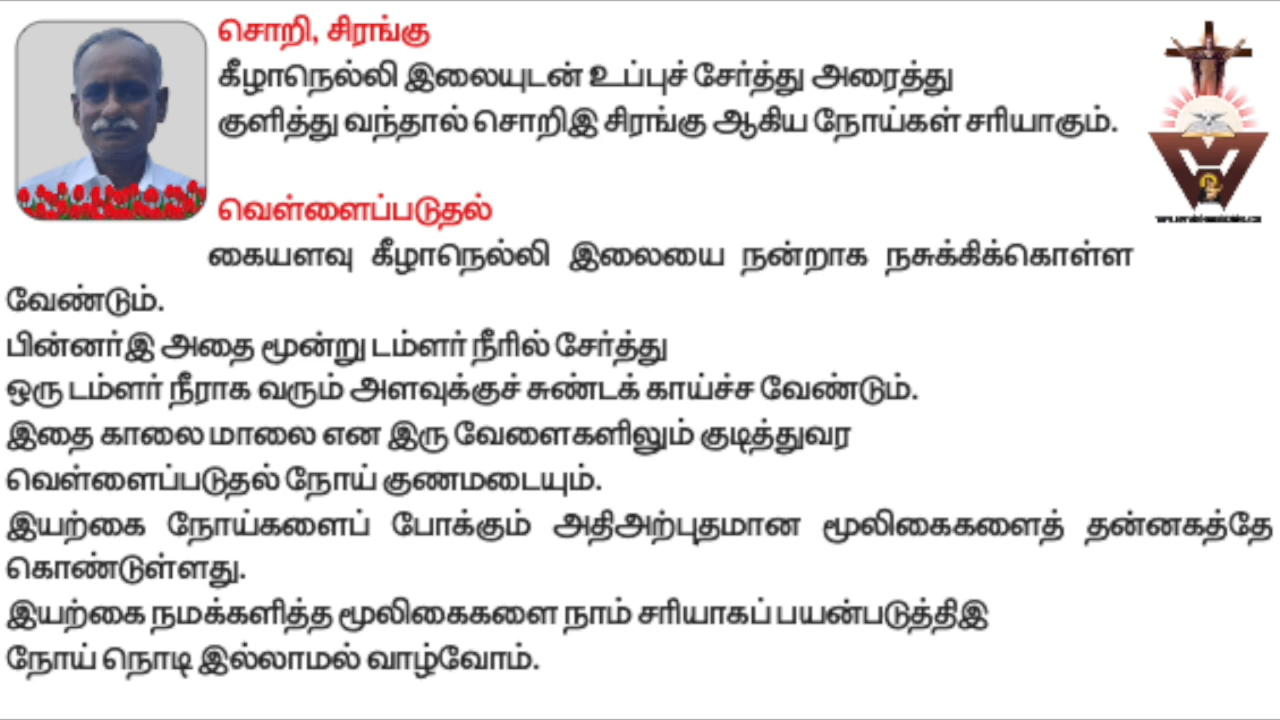 சொறி, சிரங்கு
கீழாநெல்லி இலையுடன் உப்புச் சேர்த்து அரைத்து
குளித்து வந்தால் சொறிஇ சிரங்கு ஆகிய நோய்கள் சரியாகும்.
வெள்ளைப்படுதல்
கையளவு கீழாநெல்லி இலையை நன்றாக நசுக்கிக்கொள்ள
வேண்டும்.
பின்னர்இ அதை மூன்று டம்ளர் நீரில் சேர்த்து
ஒரு டம்ளர் நீராக வரும் அளவுக்குச் சுண்டக் காய்ச்ச வேண்டும்.
இதை காலை மாலை என இரு வேளைகளிலும் குடித்துவர
வெள்ளைப்படுதல் நோய் குணமடையும்.
இயற்கை நோய்களைப் போக்கும் அதிஅற்புதமான மூலிகைகளைத் தன்னகத்தே
கொண்டுள்ளது.
இயற்கை நமக்களித்த மூலிகைகளை நாம் சரியாகப் பயன்படுத்திஇ
நோய் நொடி இல்லாமல் வாழ்வோம்.